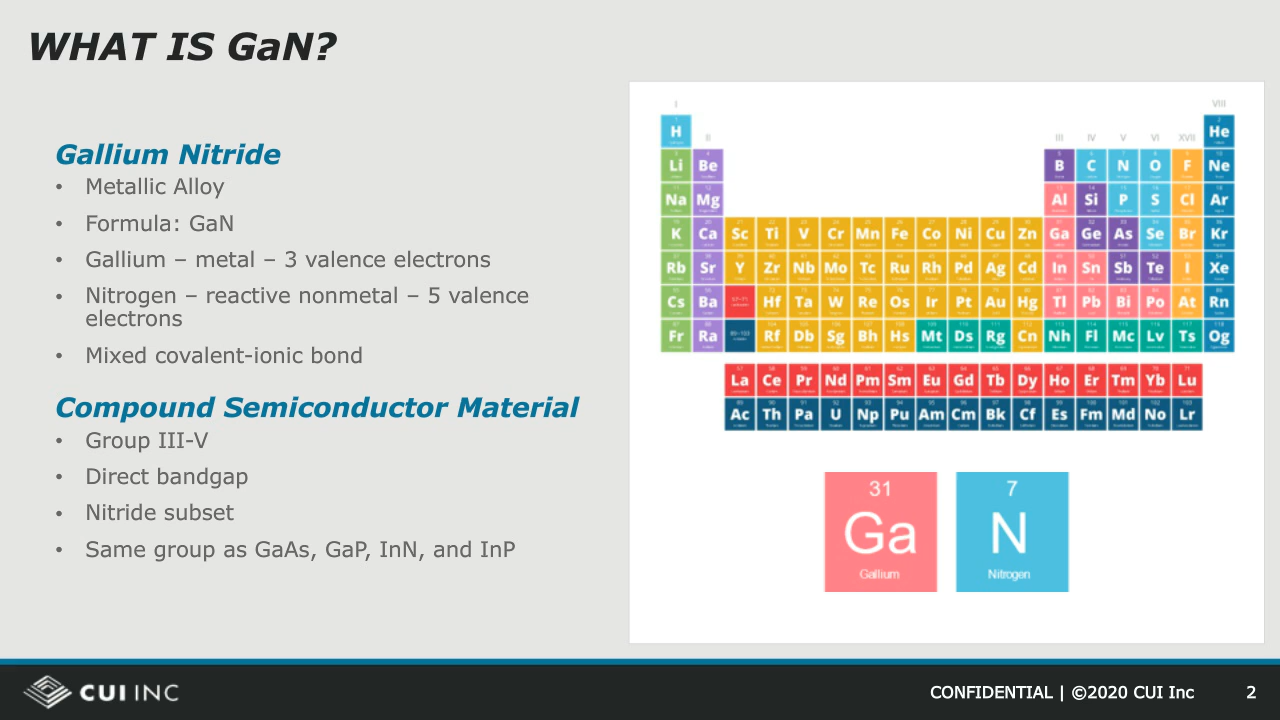 WHAT IS GaN?
Gallium Nitride
• Metallic Alloy
• Formula: GaN
• Gallium – metal – 3 valence electrons
• Nitrogen – reactive nonmetal – 5 valence
electrons
• Mixed covalent-ionic bond
Compound Semiconductor Material
• Group III-V
• Direct bandgap
• Nitride subset
• Same group as GaAs, GaP, InN, and InP
I VIII
H He
II III IV V VI XVII
Li Be B C N O F Ne
Na Mg Al Si P S Cl Ar
K Ca Sc Ti V Cr Mn Fe Co Ni Cu Zn Ga Ge As Se Br Kr
Rb Sr Y Zr Nb Mo Tc Ru Rh Pd Ag Cd In Sn Sb Te I Xe
Cs Ba 57-71 Hf Ta W Re Os Ir Pt Au Hg Tl Pb Bi Po At Rn
Fr Ra 89-103 Rf Db Sg Bh Hs Mt Ds Rg Cn Nh Fl Mc Lv Ts Og
La Ce Pr Nd Pm Sm Eu Gd Tb Dy Ho Er Tm Yb Lu
Ac Th Pa U Np Pu Am Cm Bk Cf Es Fm Md No Lr
31
Ga
Gallium
7
N
Nitrogen
CUI INC
CONFIDENTIAL | ©2020 CUI Inc
2